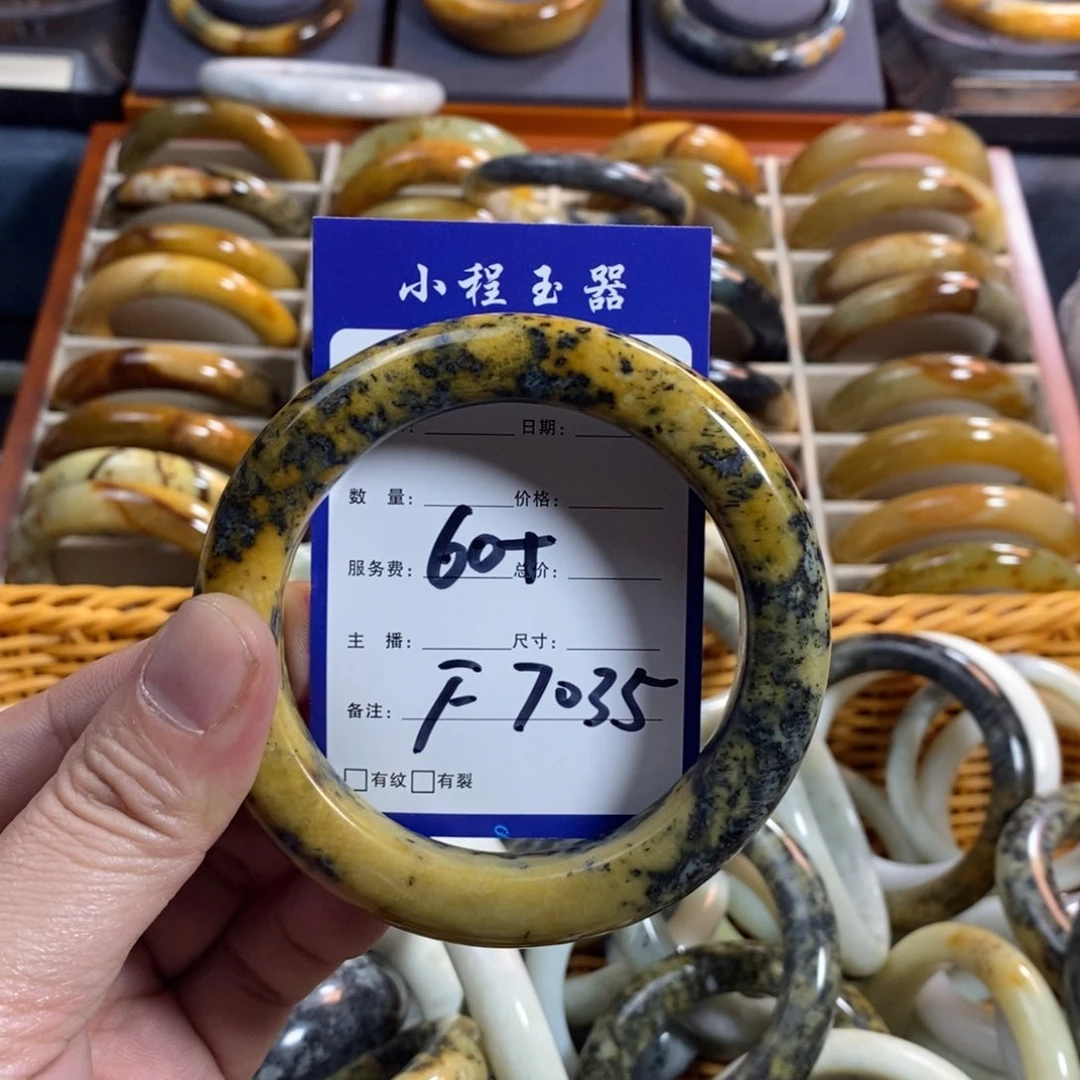 小程玉器
日期：
数 量： 价格：
60+
服务费： 总价：
主 播： 尺寸：
备注： 7035
有纹 有裂